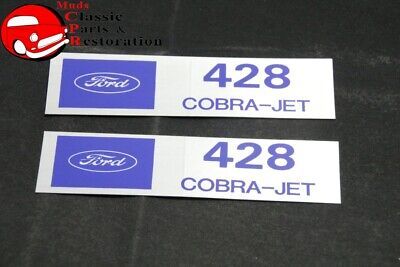 Muds
Classic
Parts &
Restoration
Ford
428
COBRA-JET
Ford
428
COBRA-JET